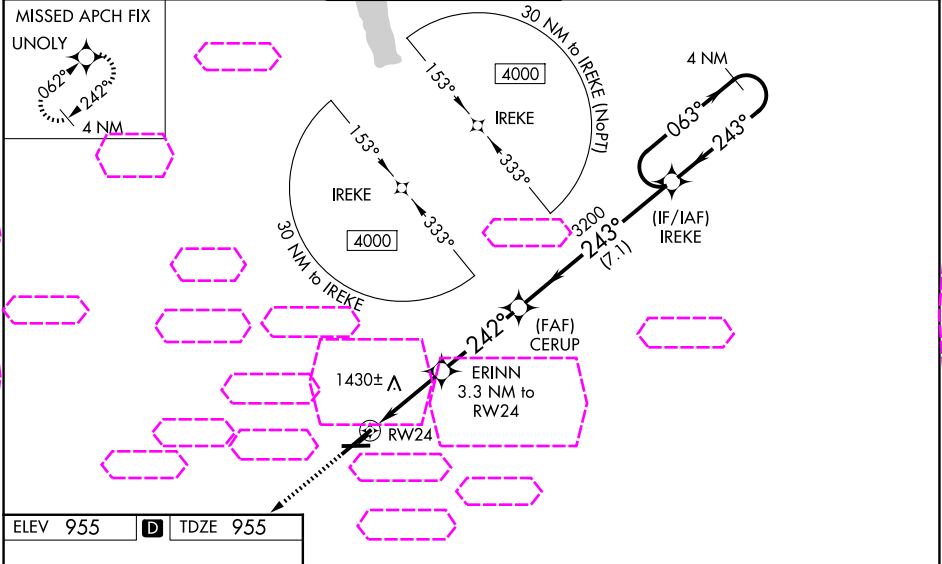 MISSED APCH FIX
UNOLY
062°
242°
4 NM
30 NM to IREKE (NoPT)
4000
153°
IREKE
333°
153°
IREKE
333°
4000
30 NM to IREKE
4 NM
063°
243°
(IF/IAF)
IREKE
3200
243°
(7.1)
242°
(FAF)
CERUP
1430±
ERINN
3.3 NM to
RW24
RW24
ELEV 955 D TDZE 955